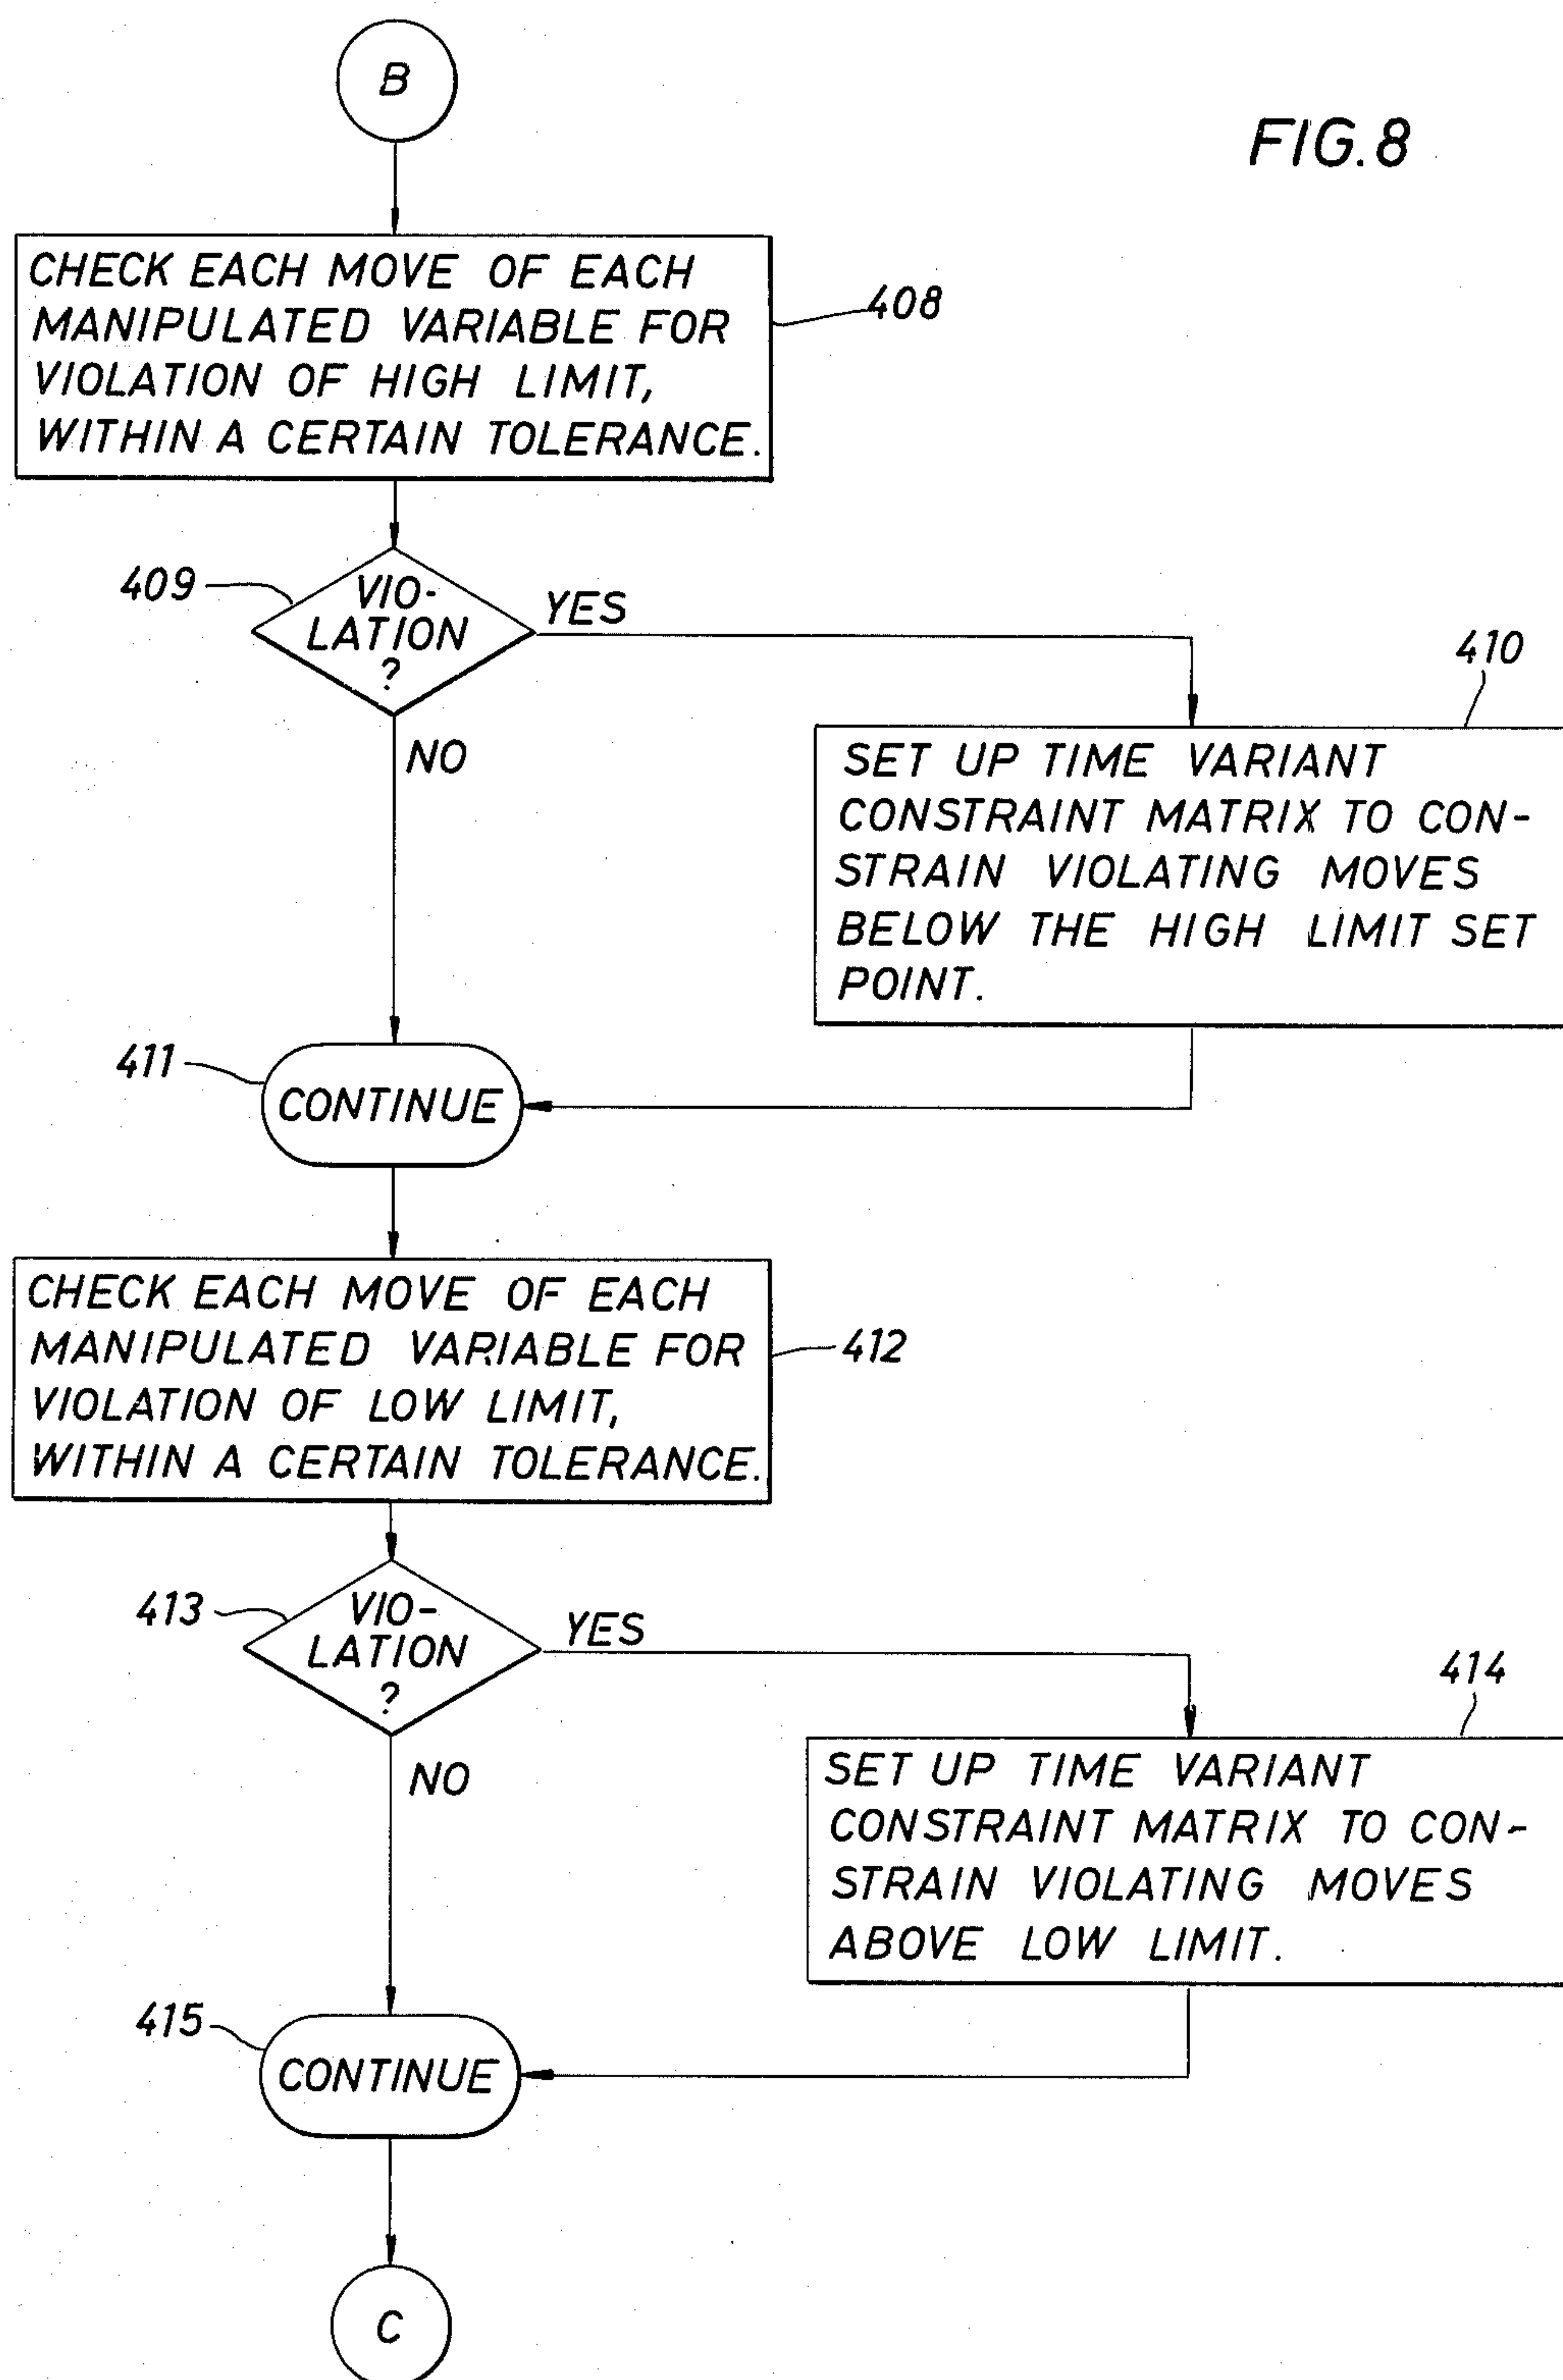 B
FIG. 8
CHECK EACH MOVE OF EACH
MANIPULATED VARIABLE FOR
VIOLATION OF HIGH LIMIT,
WITHIN A CERTAIN TOLERANCE.
408
409
VIO-
LATION
?
YES
NO
410
SET UP TIME VARIANT
CONSTRAINT MATRIX TO CON-
STRAIN VIOLATING MOVES
BELOW THE HIGH LIMIT SET
POINT.
411
CONTINUE
CHECK EACH MOVE OF EACH
MANIPULATED VARIABLE FOR
VIOLATION OF LOW LIMIT,
WITHIN A CERTAIN TOLERANCE.
412
413
VIO-
LATION
?
YES
NO
414
SET UP TIME VARIANT
CONSTRAINT MATRIX TO CON-
STRAIN VIOLATING MOVES
ABOVE LOW LIMIT.
415
CONTINUE
C